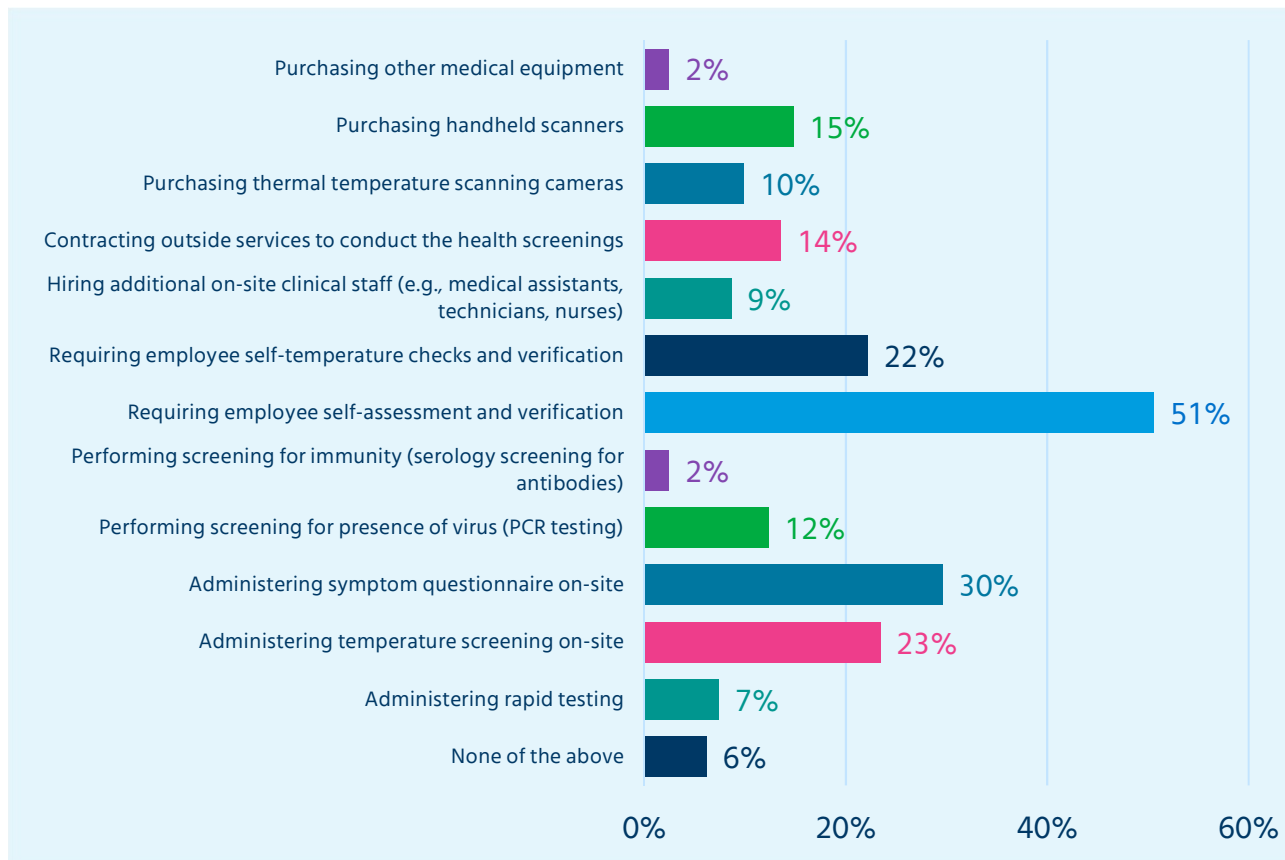 Purchasing other medical equipment
2%
Purchasing handheld scanners
15%
Purchasing thermal temperature scanning cameras
10%
Contracting outside services to conduct the health screenings
14%
Hiring additional on-site clinical staff (e.g., medical assistants,
technicians, nurses)
9%
Requiring employee self-temperature checks and verification
22%
Requiring employee self-assessment and verification
51%
Performing screening for immunity (serology screening for
antibodies)
2%
Performing screening for presence of virus (PCR testing)
12%
Administering symptom questionnaire on-site
30%
Administering temperature screening on-site
23%
Administering rapid testing
7%
None of the above
6%
0% 20% 40% 60%